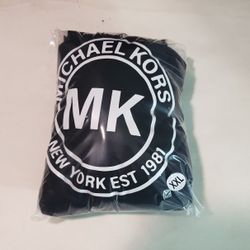 MICHAEL KORS
MK
NEW YORK EST 1981
XXL